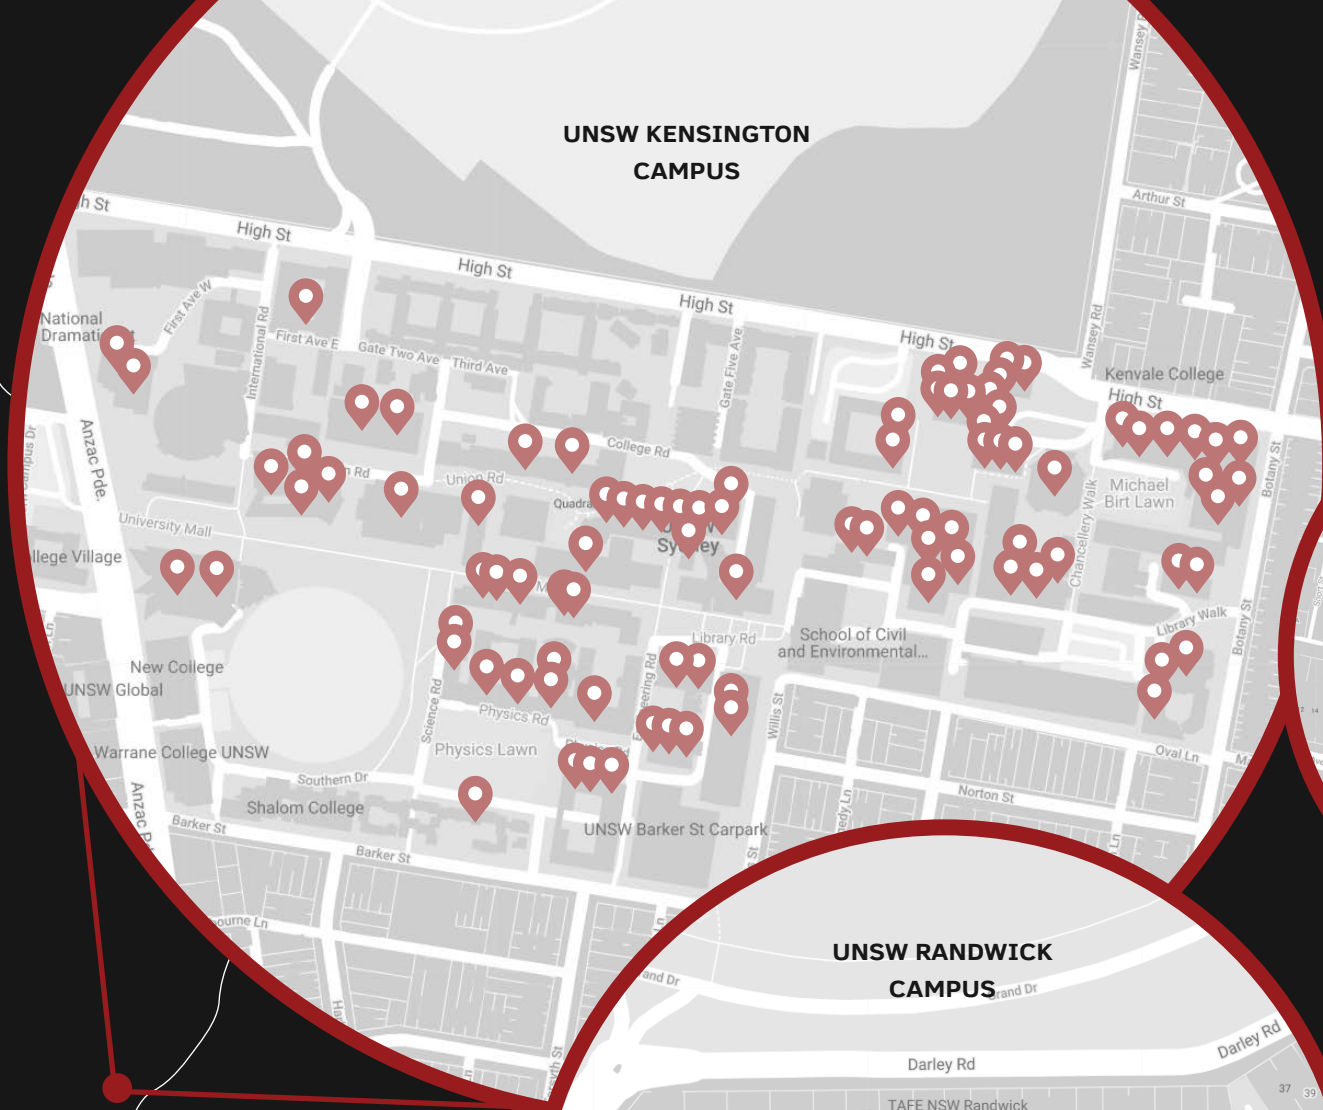 UNSW KENSINGTON
CAMPUS
Arthur St
High St
High St
High St
High St
Wansey Rd
First Ave W
National
International Rd
First Ave E
Gate Two Ave
Third Ave
Gate Five Ave
Kenvale College
High St
College Rd
Anzac Pde.
Rd
Union Rd
Botany St
Michael
Birt Lawn
University Mall
Chancellery Walk
Library Walk
Library Rd
School of Civil
and Environmental...
Botany St
New College
UNSW Global
Science Rd
Physics Rd
Willis St
Physics Lawn
Warrane College UNSW
Southern Dr
Shalom College
Oval Ln
Norton St
Barker St
UNSW Barker St Carpark
Barker St
UNSW RANDWICK
CAMPUS
Darley Rd
Darley Rd
TAFE NSW Randwick
37
39
14